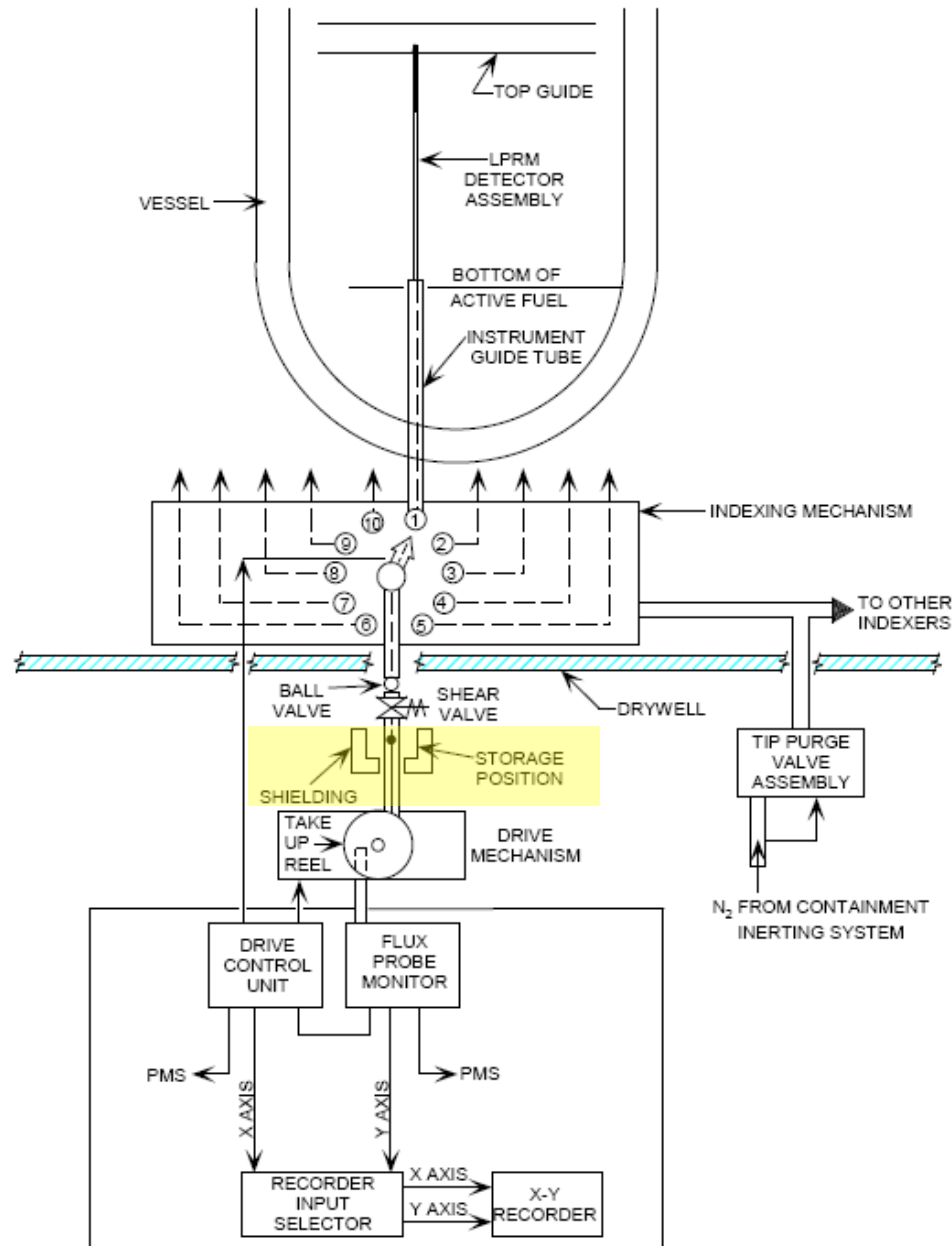 TOP GUIDE
LPRM
DETECTOR
ASSEMBLY
VESSEL
BOTTOM OF
ACTIVE FUEL
INSTRUMENT
GUIDE TUBE
INDEXING MECHANISM
10
1
9
2
8
3
7
4
6
5
TO OTHER
INDEXERS
BALL
VALVE
SHEAR
VALVE
DRYWELL
STORAGE
POSITION
SHIELDING
TIP PURGE
VALVE
ASSEMBLY
TAKE
UP
REEL
DRIVE
MECHANISM
N₂ FROM CONTAINMENT
INERTING SYSTEM
DRIVE
CONTROL
UNIT
FLUX
PROBE
MONITOR
PMS
PMS
X AXIS
Y AXIS
RECORDER
INPUT
SELECTOR
X AXIS
Y AXIS
X-Y
RECORDER